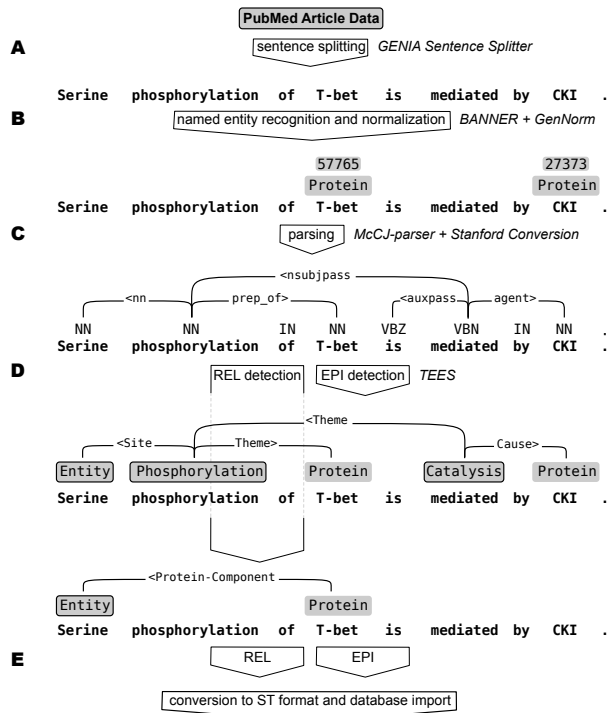 PubMed Article Data
A sentence splitting GENIA Sentence Splitter
Serine phosphorylation of T-bet is mediated by CKI .
B named entity recognition and normalization BANNER + GenNorm
57765 27373
Protein Protein
Serine phosphorylation of T-bet is mediated by CKI .
C parsing McCJ-parser + Stanford Conversion
<nsubjpass
<nn prep_of> <auxpass agent>
NN NN IN NN VBZ VBN IN NN .
Serine phosphorylation of T-bet is mediated by CKI .
D REL detection EPI detection TEES
<Theme
<Site Theme> Cause>
Entity Phosphorylation Protein Catalysis Protein
Serine phosphorylation of T-bet is mediated by CKI .
<Protein-Component
Entity Protein
Serine phosphorylation of T-bet is mediated by CKI .
E REL EPI
conversion to ST format and database import